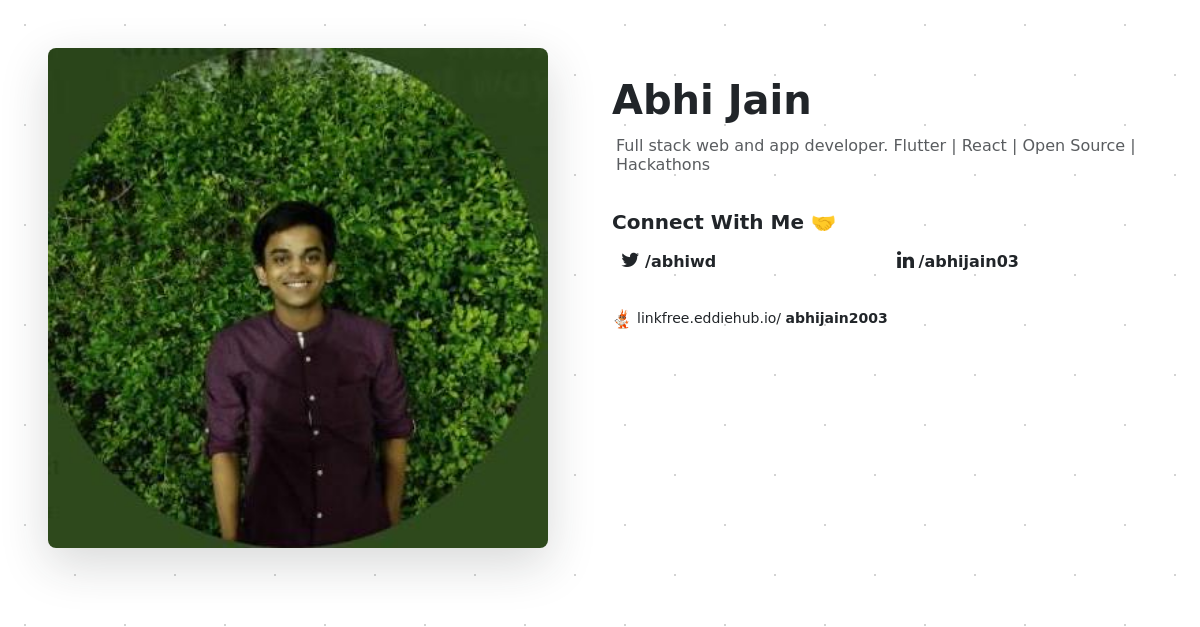 Abhi Jain
Full stack web and app developer. Flutter | React | Open Source |
Hackathons
Connect With Me 🤝
/abhiwd
/abhijain03
linkfree.eddiehub.io/ abhijain2003